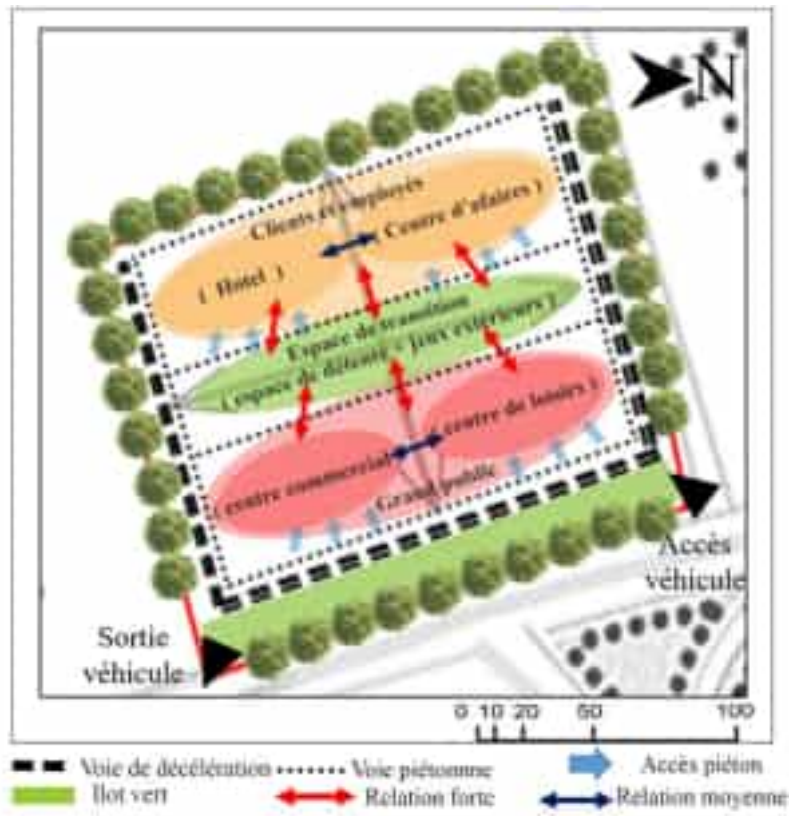 N
Clients et employés
( Hotel )
Centre d'afaires )
Espace de transition
( espace de détente + jeux extérieurs )
( centre commercial
( centre de loisirs )
Grand public
Accès
véhicule
Sortie
véhicule
0 10 20 50 100
Voie de décélération
Voie piétonnne
Accès piéton
Ilot vert
Relation forte
Relation moyenne